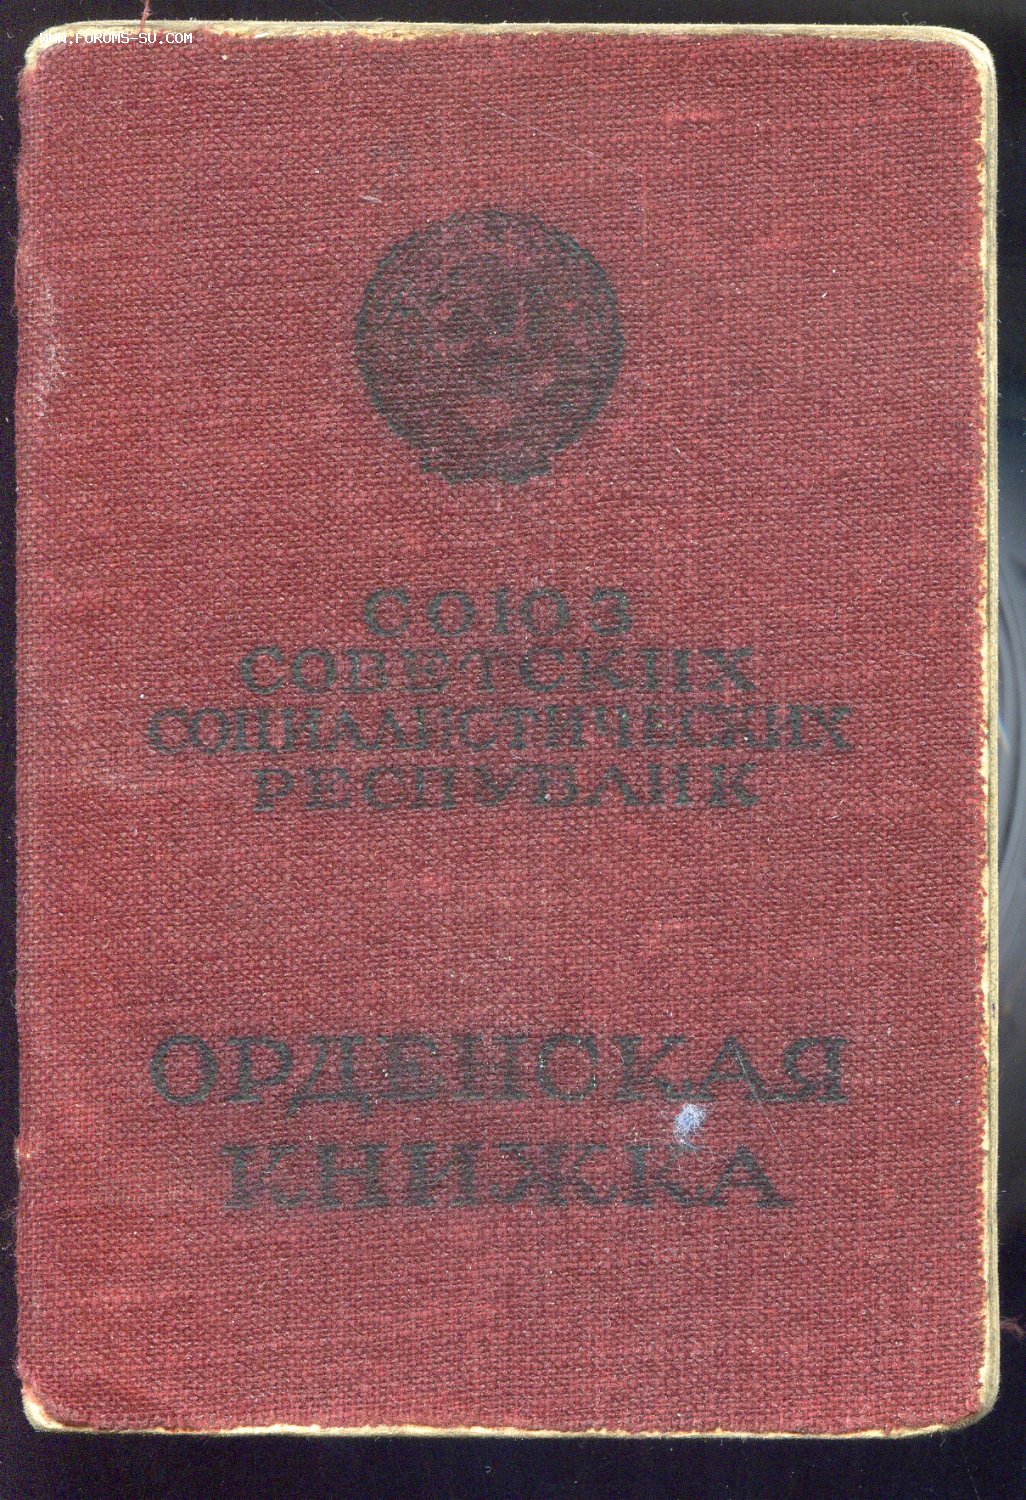 WWW.FORUMS-SU.COM
СОЮЗ
СОВЕТСКИХ
СОЦИАЛИСТИЧЕСКИХ
РЕСПУБЛИК
ОРДЕНСКАЯ
КНИЖКА